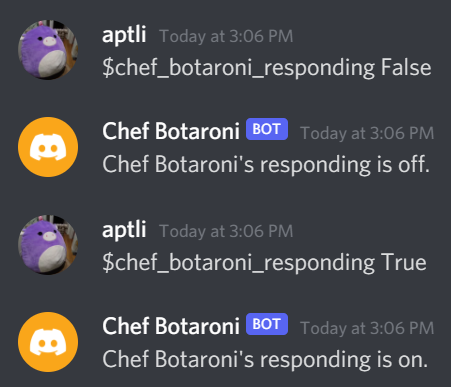 aptli Today at 3:06 PM
$chef_botaroni_responding False
Chef Botaroni BOT Today at 3:06 PM
Chef Botaroni's responding is off.
aptli Today at 3:06 PM
$chef_botaroni_responding True
Chef Botaroni BOT Today at 3:06 PM
Chef Botaroni's responding is on.